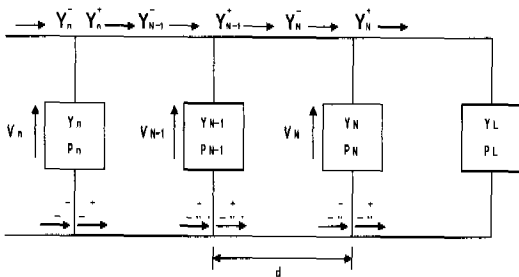 Yn- Yn+ YN-1- YN-1+ YN- YN+
Vn Yn Pn
VN-1 YN-1 PN-1
VN YN PN
YL PL
d